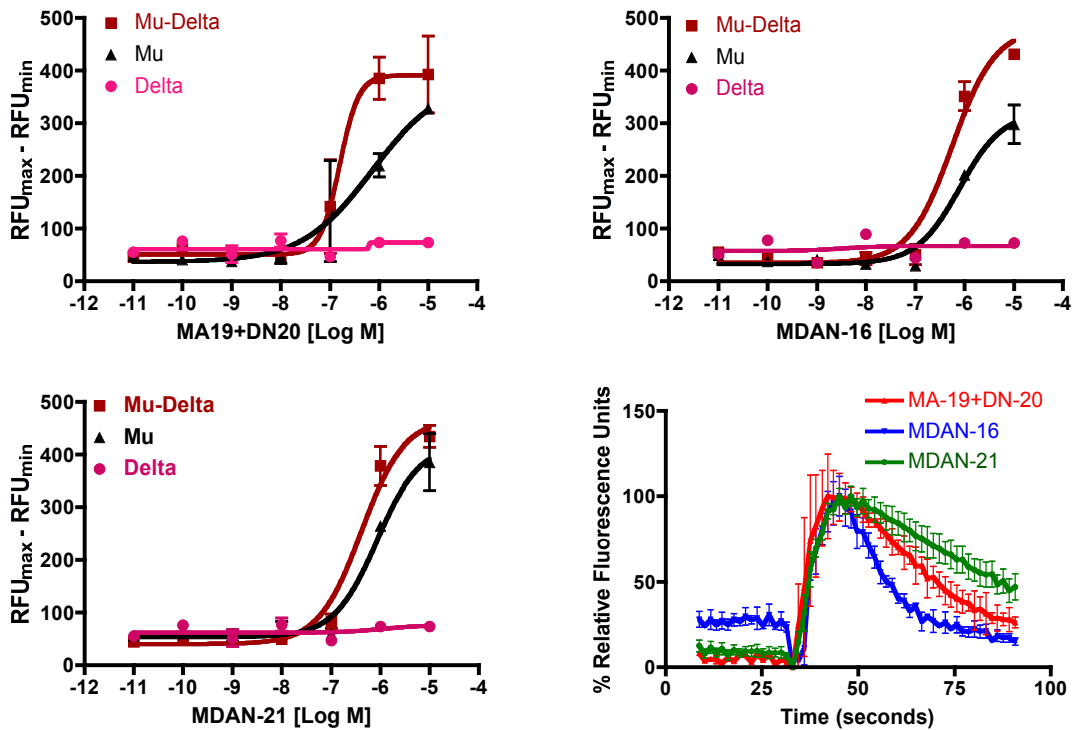 Mu-Delta
Mu
Delta
RFUmax - RFUmin
500
400
300
200
100
0
-12 -11 -10 -9 -8 -7 -6 -5 -4
MA19+DN20 [Log M]
Mu-Delta
Mu
Delta
RFUmax - RFUmin
500
400
300
200
100
0
-12 -11 -10 -9 -8 -7 -6 -5 -4
MDAN-16 [Log M]
Mu-Delta
Mu
Delta
RFUmax - RFUmin
500
400
300
200
100
0
-12 -11 -10 -9 -8 -7 -6 -5 -4
MDAN-21 [Log M]
MA-19+DN-20
MDAN-16
MDAN-21
% Relative Fluorescence Units
150
100
50
0
0 25 50 75 100
Time (seconds)